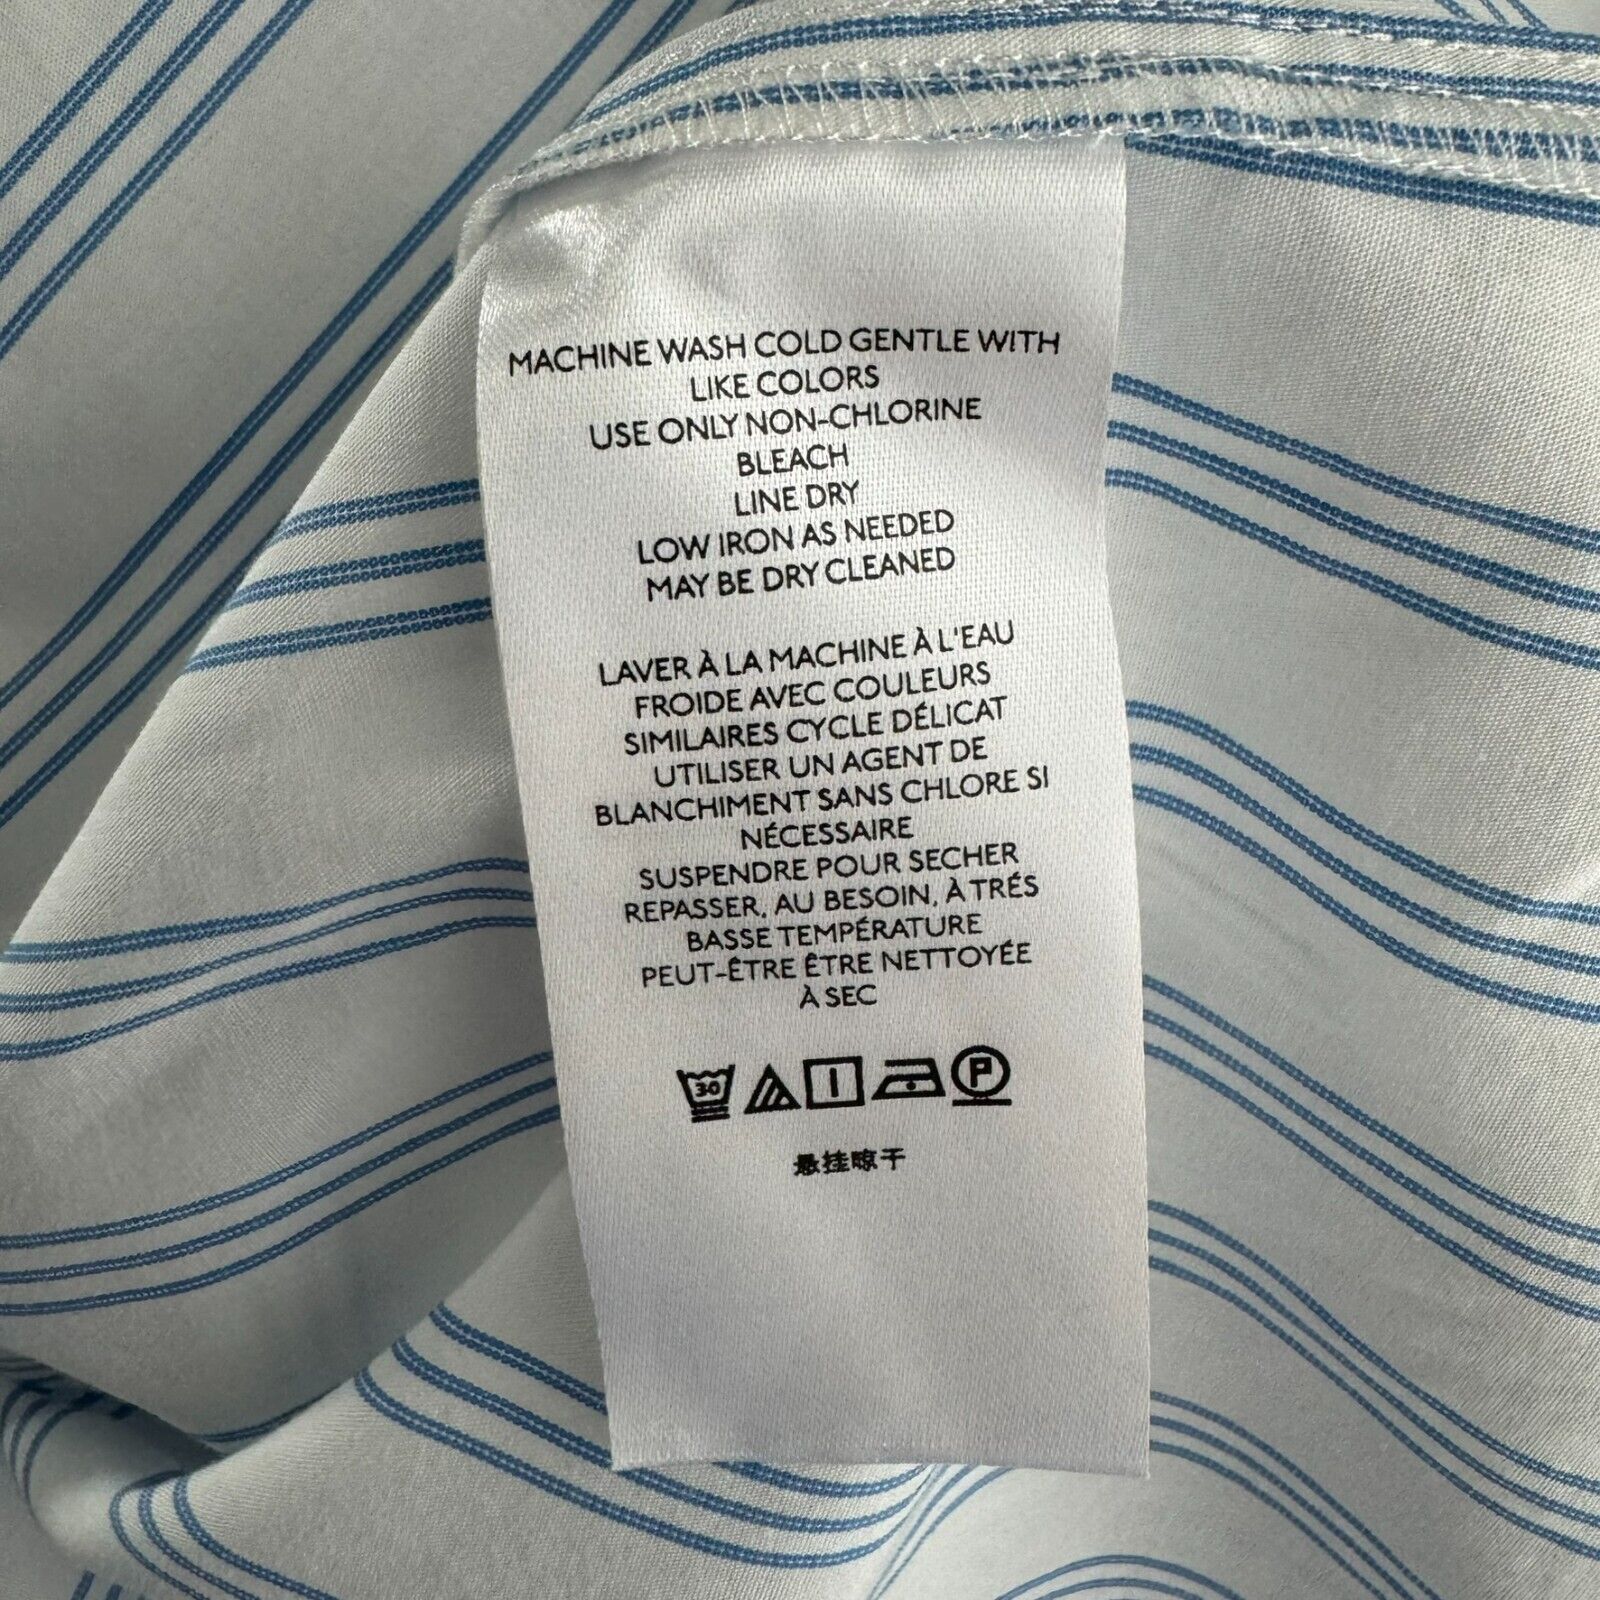 MACHINE WASH COLD GENTLE WITH
LIKE COLORS
USE ONLY NON-CHLORINE
BLEACH
LINE DRY
LOW IRON AS NEEDED
MAY BE DRY CLEANED
LAVER À LA MACHINE À L'EAU
FROIDE AVEC COULEURS
SIMILAIRES CYCLE DÉLICAT
UTILISER UN AGENT DE
BLANCHIMENT SANS CHLORE SI
NÉCESSAIRE
SUSPENDRE POUR SECHER
REPASSER, AU BESOIN, À TRÉS
BASSE TEMPÉRATURE
PEUT-ÊTRE ÊTRE NETTOYÉE
À SEC
30 P
悬挂晾干